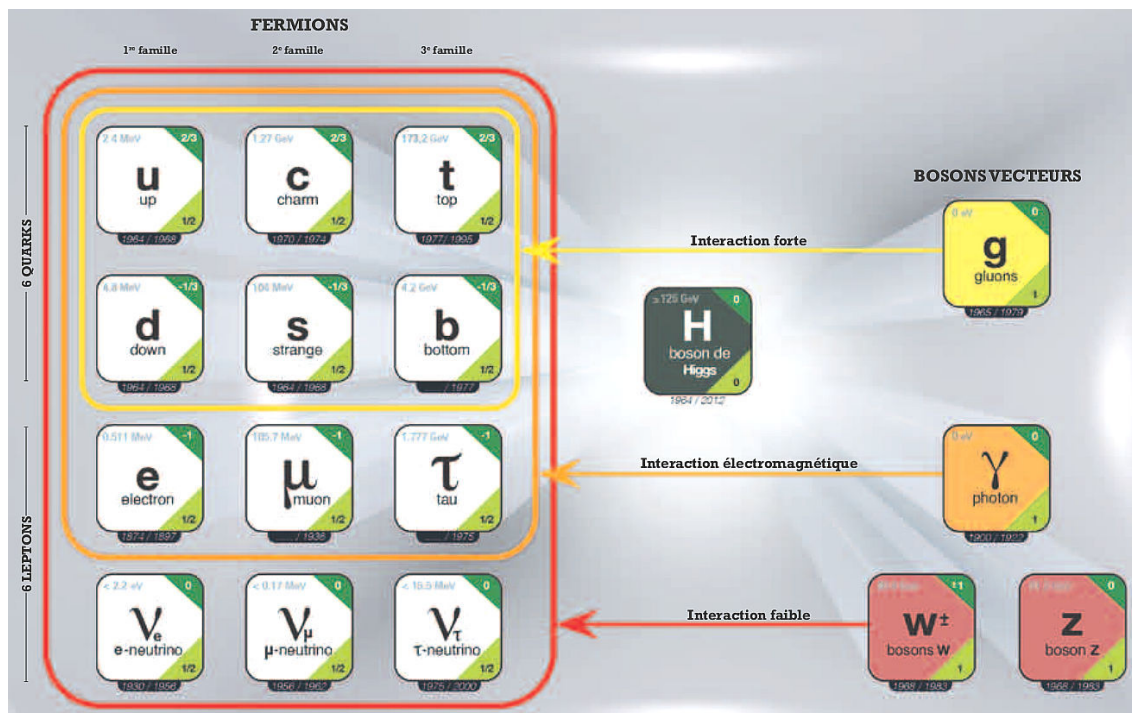 FERMIONS
1re famille
2e famille
3e famille
6 QUARKS
2.4 MeV 2/3
u
up
1/2
1964 / 1968
1.27 GeV 2/3
c
charm
1/2
1970 / 1974
173,2 GeV 2/3
t
top
1/2
1977 / 1995
4.8 MeV -1/3
d
down
1/2
1964 / 1968
104 MeV -1/3
s
strange
1/2
1964 / 1968
4.2 GeV -1/3
b
bottom
1/2
/ 1977
6 LEPTONS
0.511 MeV -1
e
electron
1/2
1874 / 1897
105.7 MeV -1
μ
muon
1/2
/ 1936
1.777 GeV -1
τ
tau
1/2
/ 1975
< 2.2 eV 0
νe
e-neutrino
1/2
1930 / 1956
< 0.17 MeV 0
νμ
μ-neutrino
1/2
1956 / 1962
< 15.5 MeV 0
ντ
τ-neutrino
1/2
1975 / 2000
BOSONS VECTEURS
Interaction forte
0 eV 0
g
gluons
1
1965 / 1979
≥125 GeV 0
H
boson de
Higgs
0
1964 / 2012
Interaction électromagnétique
0 eV 0
γ
photon
1
1900 / 1922
Interaction faible
±1
W±
bosons W
1
1968 / 1983
0
Z
boson Z
1
1968 / 1983